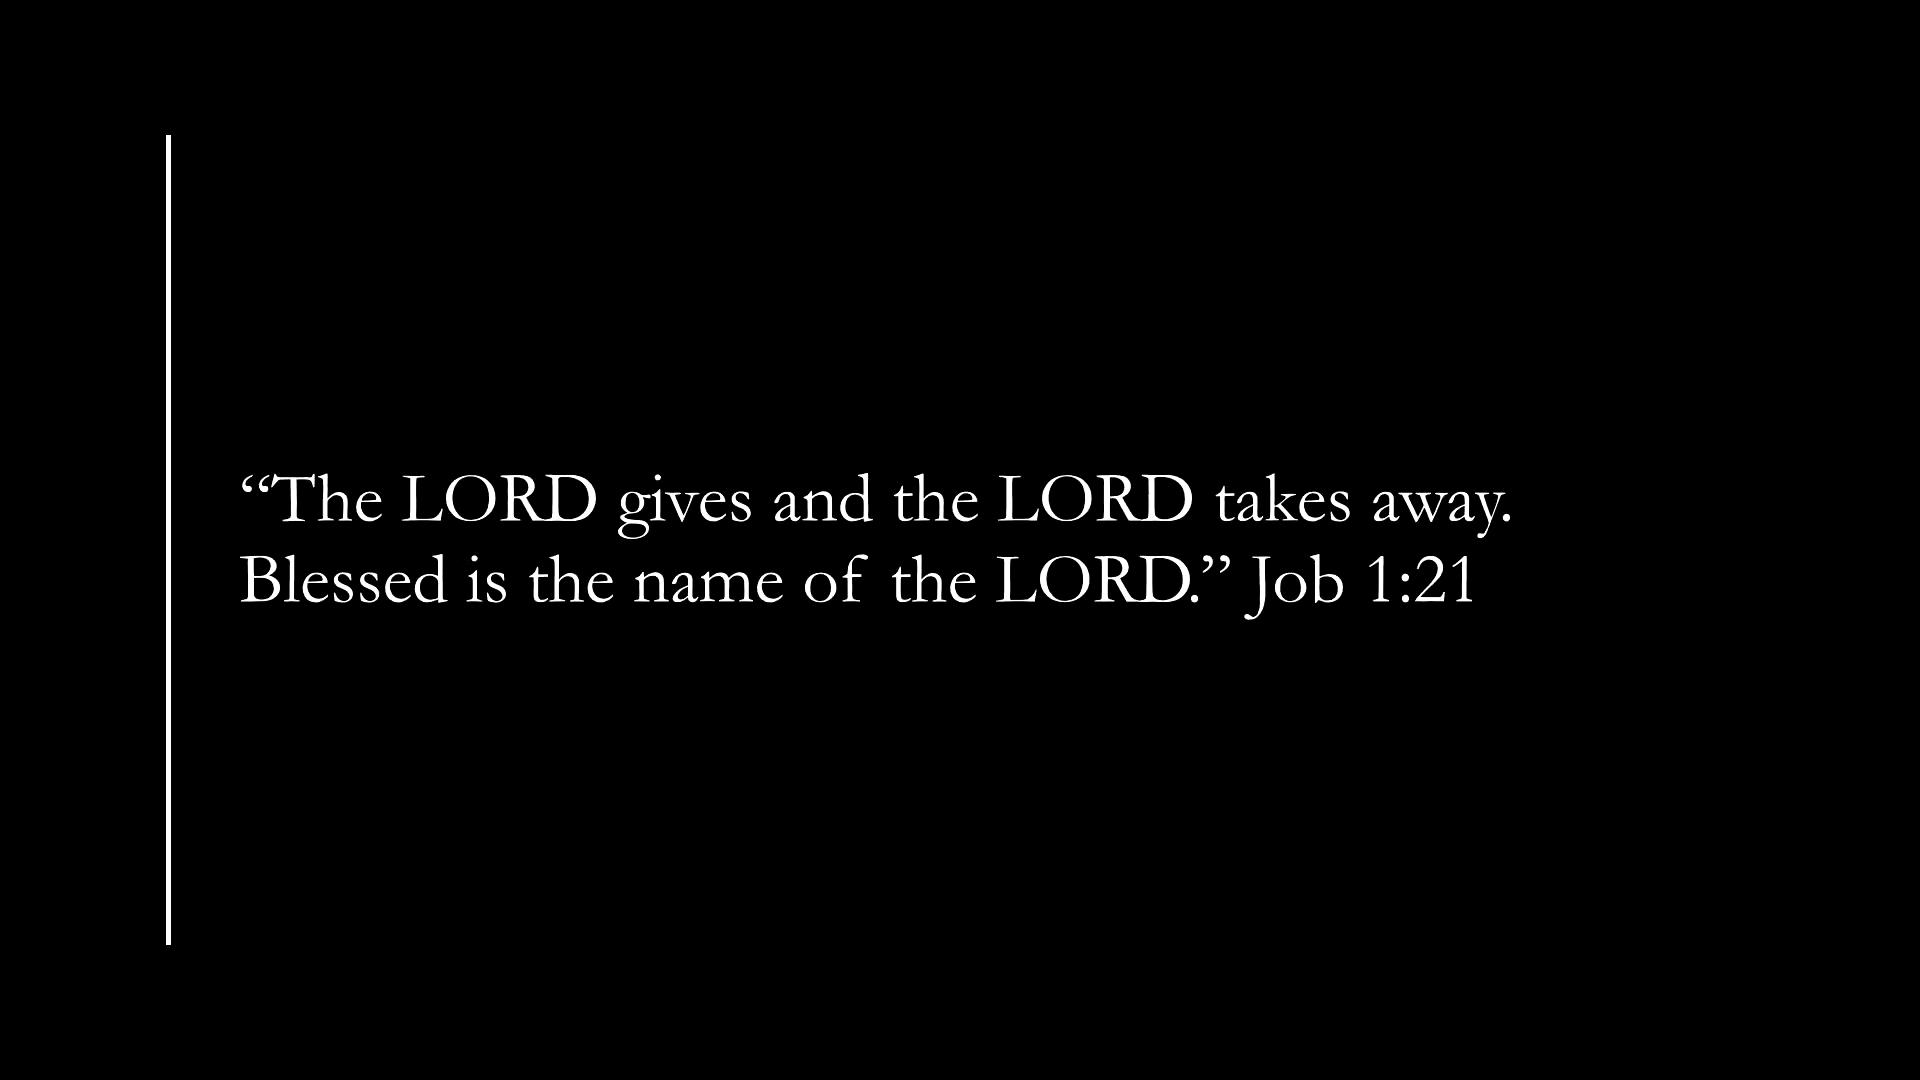 “The LORD gives and the LORD takes away.
Blessed is the name of the LORD.” Job 1:21